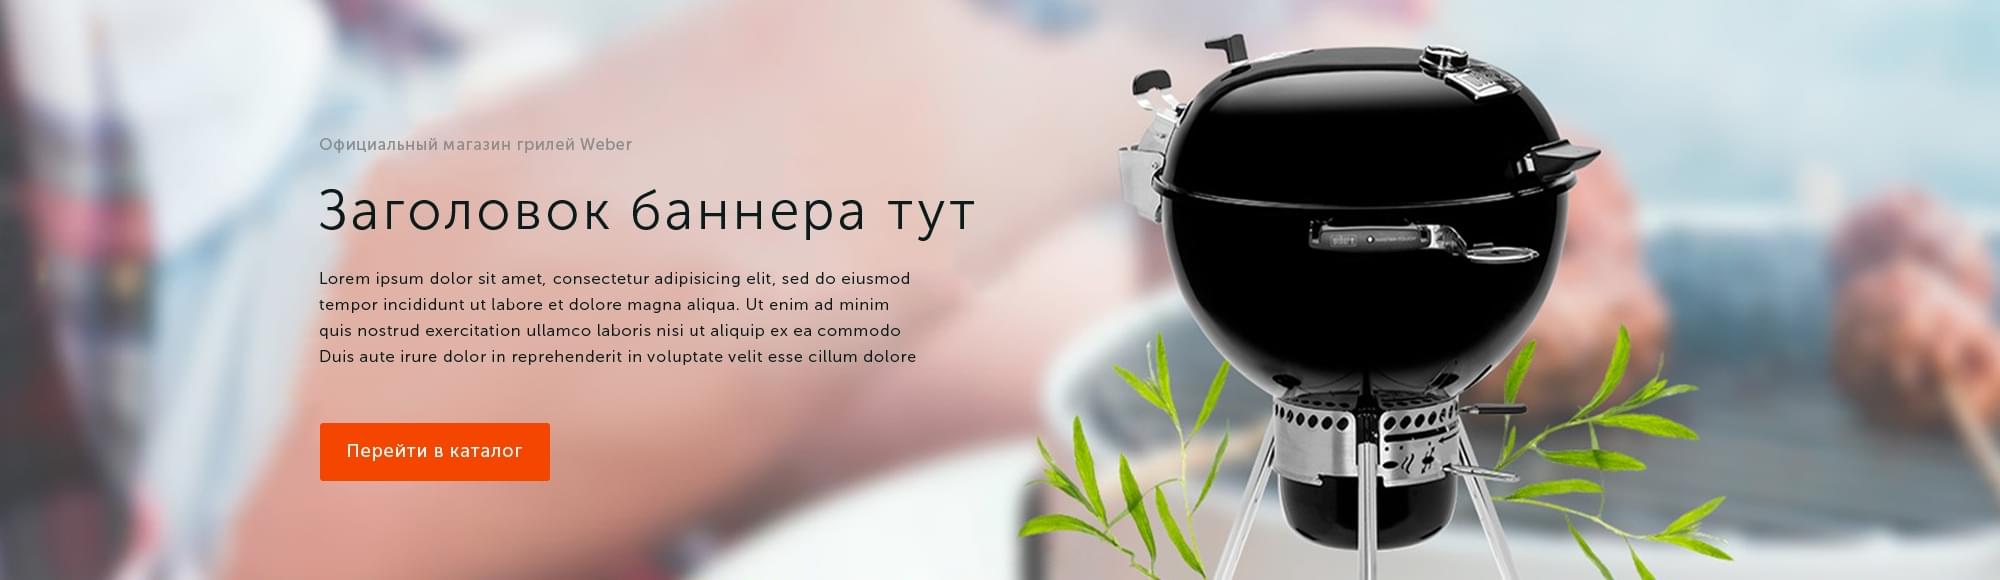 Официальный магазин грилей Weber
Заголовок баннера тут
Lorem ipsum dolor sit amet, consectetur adipisicing elit, sed do eiusmod
tempor incididunt ut labore et dolore magna aliqua. Ut enim ad minim
quis nostrud exercitation ullamco laboris nisi ut aliquip ex ea commodo
Duis aute irure dolor in reprehenderit in voluptate velit esse cillum dolore
Перейти в каталог